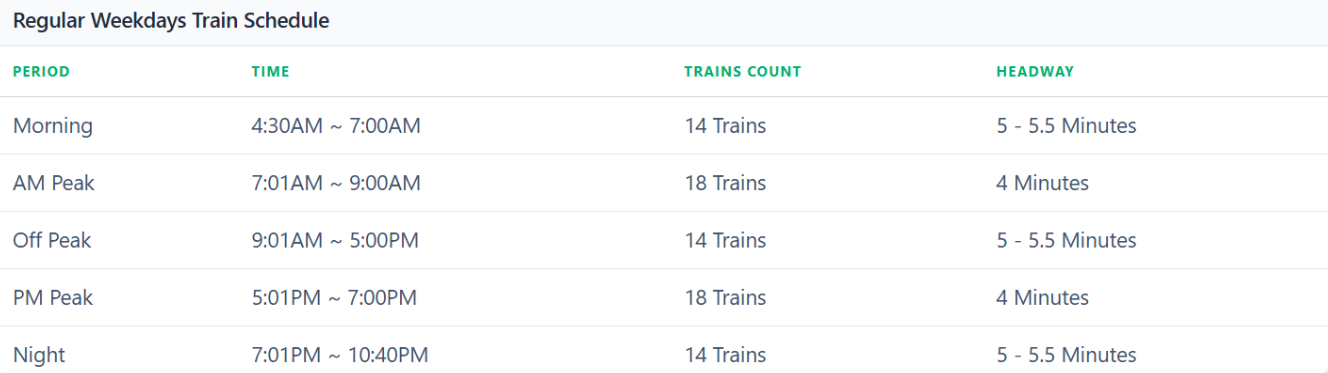 Regular Weekdays Train Schedule
PERIOD TIME TRAINS COUNT HEADWAY
Morning 4:30AM ~ 7:00AM 14 Trains 5 - 5.5 Minutes
AM Peak 7:01AM ~ 9:00AM 18 Trains 4 Minutes
Off Peak 9:01AM ~ 5:00PM 14 Trains 5 - 5.5 Minutes
PM Peak 5:01PM ~ 7:00PM 18 Trains 4 Minutes
Night 7:01PM ~ 10:40PM 14 Trains 5 - 5.5 Minutes